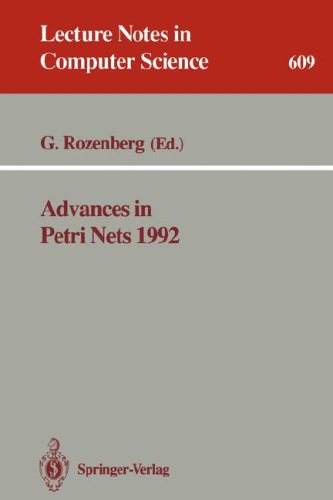 Lecture Notes in
Computer Science
609
G. Rozenberg (Ed.)
Advances in
Petri Nets 1992
Springer-Verlag